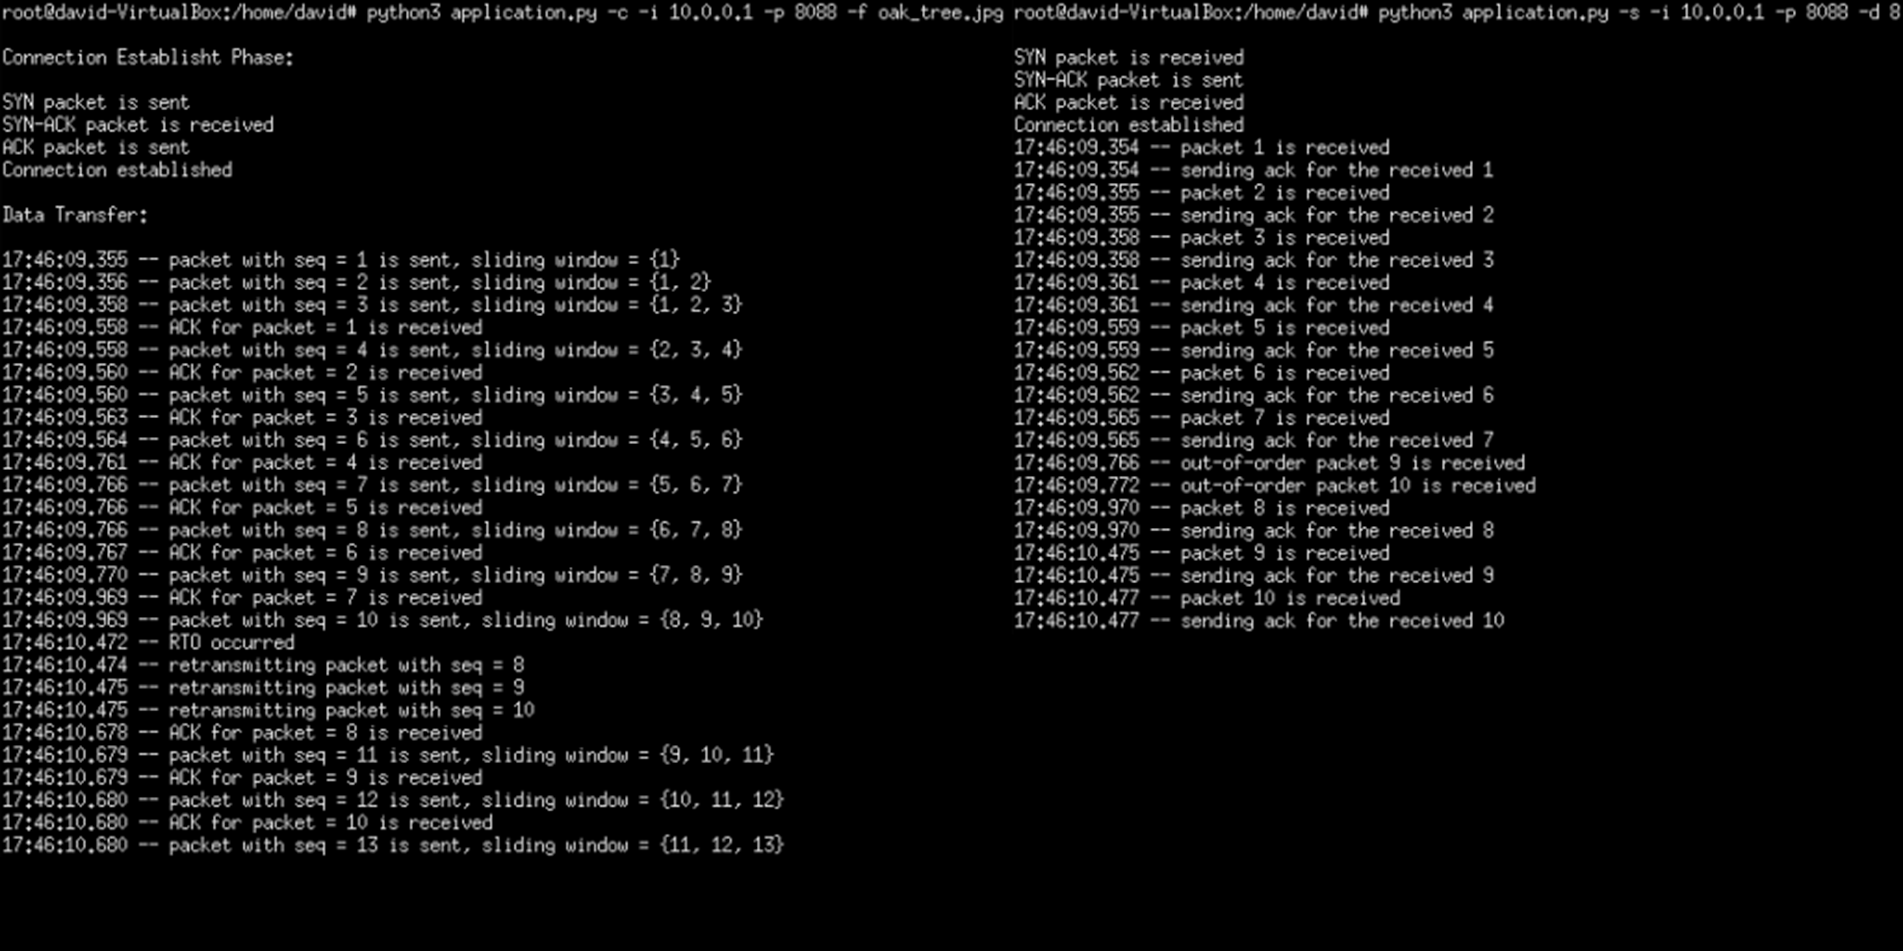 root@david-VirtualBox:/home/david# python3 application.py -c -i 10.0.0.1 -p 8088 -f oak_tree.jpg
Connection Establisht Phase:
SYN packet is sent
SYN-ACK packet is received
ACK packet is sent
Connection established
Data Transfer:
17:46:09.355 -- packet with seq = 1 is sent, sliding window = {1}
17:46:09.356 -- packet with seq = 2 is sent, sliding window = {1, 2}
17:46:09.358 -- packet with seq = 3 is sent, sliding window = {1, 2, 3}
17:46:09.558 -- ACK for packet = 1 is received
17:46:09.558 -- packet with seq = 4 is sent, sliding window = {2, 3, 4}
17:46:09.560 -- ACK for packet = 2 is received
17:46:09.560 -- packet with seq = 5 is sent, sliding window = {3, 4, 5}
17:46:09.563 -- ACK for packet = 3 is received
17:46:09.564 -- packet with seq = 6 is sent, sliding window = {4, 5, 6}
17:46:09.761 -- ACK for packet = 4 is received
17:46:09.766 -- packet with seq = 7 is sent, sliding window = {5, 6, 7}
17:46:09.766 -- ACK for packet = 5 is received
17:46:09.766 -- packet with seq = 8 is sent, sliding window = {6, 7, 8}
17:46:09.767 -- ACK for packet = 6 is received
17:46:09.770 -- packet with seq = 9 is sent, sliding window = {7, 8, 9}
17:46:09.969 -- ACK for packet = 7 is received
17:46:09.969 -- packet with seq = 10 is sent, sliding window = {8, 9, 10}
17:46:10.472 -- RTO occurred
17:46:10.474 -- retransmitting packet with seq = 8
17:46:10.475 -- retransmitting packet with seq = 9
17:46:10.475 -- retransmitting packet with seq = 10
17:46:10.678 -- ACK for packet = 8 is received
17:46:10.679 -- packet with seq = 11 is sent, sliding window = {9, 10, 11}
17:46:10.679 -- ACK for packet = 9 is received
17:46:10.680 -- packet with seq = 12 is sent, sliding window = {10, 11, 12}
17:46:10.680 -- ACK for packet = 10 is received
17:46:10.680 -- packet with seq = 13 is sent, sliding window = {11, 12, 13}
root@david-VirtualBox:/home/david# python3 application.py -s -i 10.0.0.1 -p 8088 -d 8
SYN packet is received
SYN-ACK packet is sent
ACK packet is received
Connection established
17:46:09.354 -- packet 1 is received
17:46:09.354 -- sending ack for the received 1
17:46:09.355 -- packet 2 is received
17:46:09.355 -- sending ack for the received 2
17:46:09.358 -- packet 3 is received
17:46:09.358 -- sending ack for the received 3
17:46:09.361 -- packet 4 is received
17:46:09.361 -- sending ack for the received 4
17:46:09.559 -- packet 5 is received
17:46:09.559 -- sending ack for the received 5
17:46:09.562 -- packet 6 is received
17:46:09.562 -- sending ack for the received 6
17:46:09.565 -- packet 7 is received
17:46:09.565 -- sending ack for the received 7
17:46:09.766 -- out-of-order packet 9 is received
17:46:09.772 -- out-of-order packet 10 is received
17:46:09.970 -- packet 8 is received
17:46:09.970 -- sending ack for the received 8
17:46:10.475 -- packet 9 is received
17:46:10.475 -- sending ack for the received 9
17:46:10.477 -- packet 10 is received
17:46:10.477 -- sending ack for the received 10